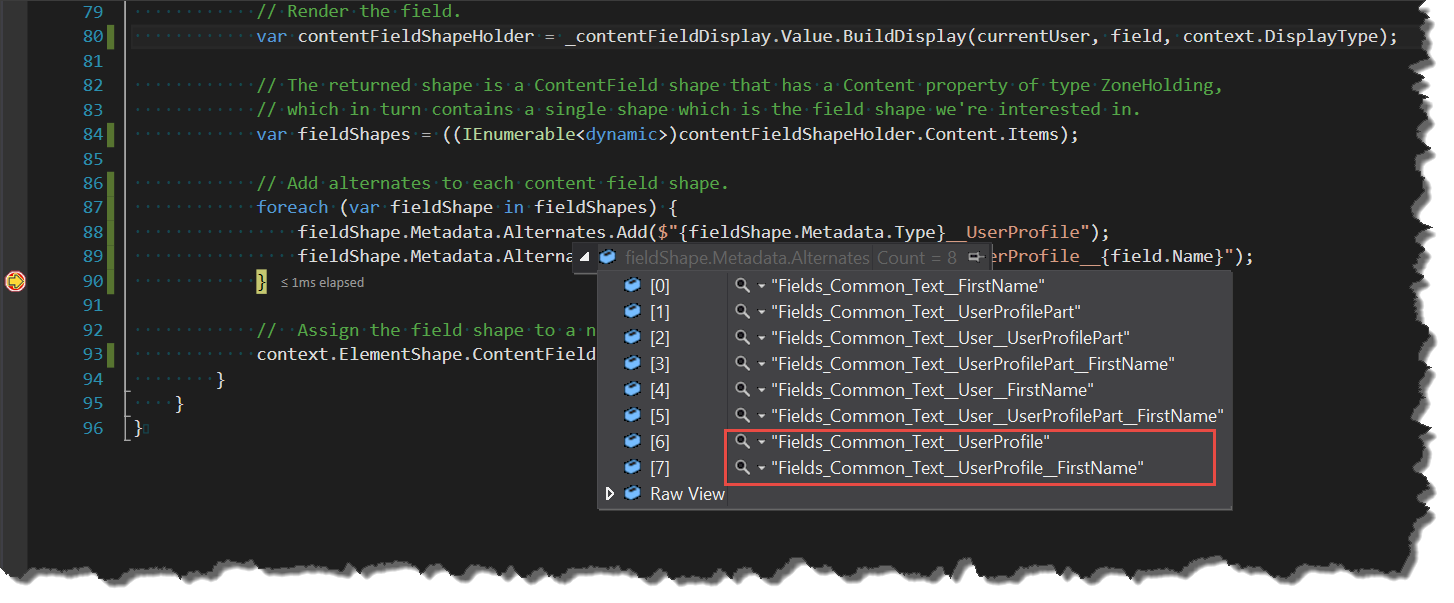 79 // Render the field.
80 var contentFieldShapeHolder = _contentFieldDisplay.Value.BuildDisplay(currentUser, field, context.DisplayType);
81
82 // The returned shape is a ContentField shape that has a Content property of type ZoneHolding,
83 // which in turn contains a single shape which is the field shape we're interested in.
84 var fieldShapes = ((IEnumerable<dynamic>)contentFieldShapeHolder.Content.Items);
85
86 // Add alternates to each content field shape.
87 foreach (var fieldShape in fieldShapes) {
88 fieldShape.Metadata.Alternates.Add($"{fieldShape.Metadata.Type}__UserProfile");
89 fieldShape.Metadata.Alterna erProfile__{field.Name}");
fieldShape.Metadata.Alternates Count = 8
90 } ≤ 1ms elapsed
[0] "Fields_Common_Text__FirstName"
91
[1] "Fields_Common_Text__UserProfilePart"
92 // Assign the field shape to a n
[2] "Fields_Common_Text__User__UserProfilePart"
93 context.ElementShape.ContentField
[3] "Fields_Common_Text__UserProfilePart__FirstName"
94 }
[4] "Fields_Common_Text__User__FirstName"
95 }
[5] "Fields_Common_Text__User__UserProfilePart__FirstName"
96 }
[6] "Fields_Common_Text__UserProfile"
[7] "Fields_Common_Text__UserProfile__FirstName"
Raw View